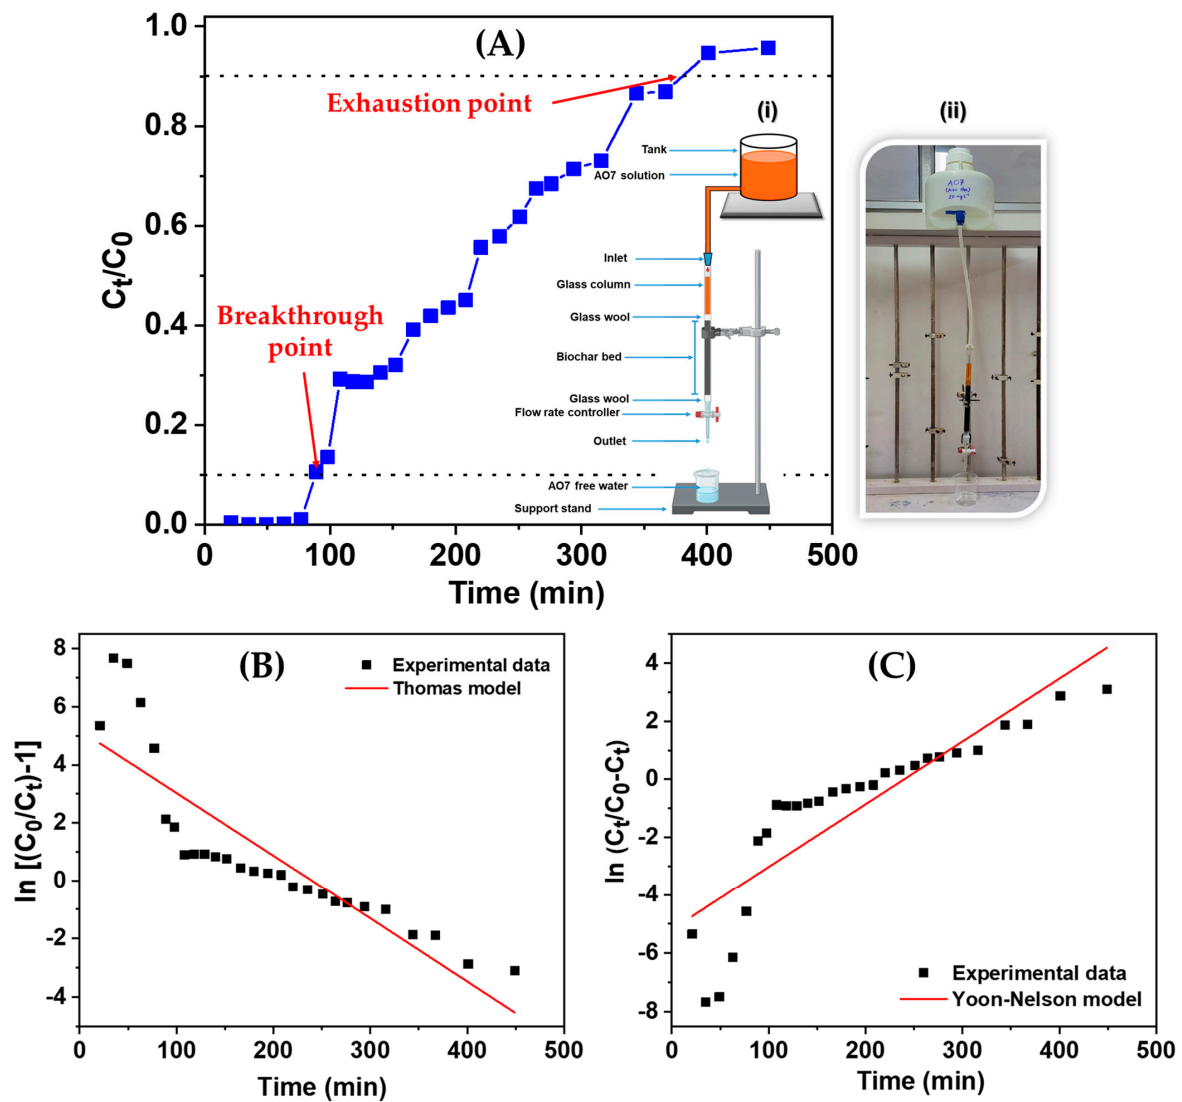 (A)
1.0
0.8
0.6
0.4
0.2
0.0
Cₜ/C₀
Exhaustion point
Breakthrough
point
0 100 200 300 400 500
Time (min)
(i)
Tank
AO7 solution
Inlet
Glass column
Glass wool
Biochar bed
Glass wool
Flow rate controller
Outlet
AO7 free water
Support stand
(ii)
AO7
(B)
8
6
4
2
0
-2
-4
ln [(C₀/Cₜ)-1]
Experimental data
Thomas model
0 100 200 300 400 500
Time (min)
(C)
4
2
0
-2
-4
-6
-8
ln (Cₜ/C₀-Cₜ)
Experimental data
Yoon-Nelson model
0 100 200 300 400 500
Time (min)